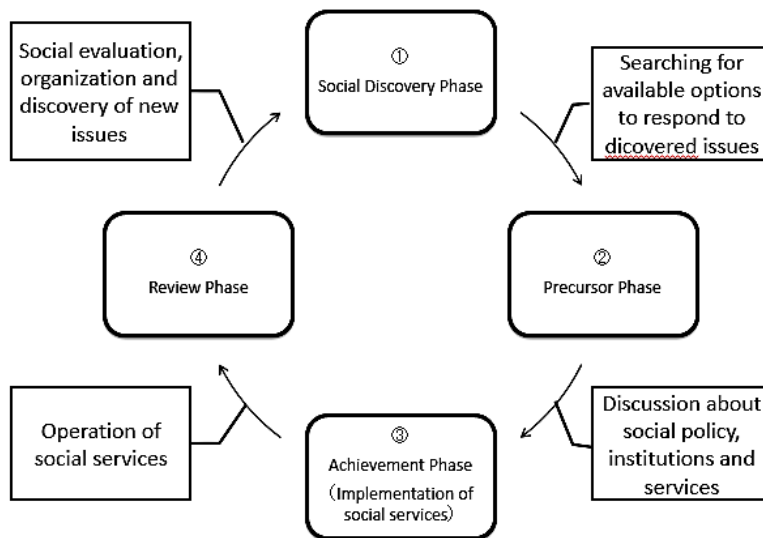 Social evaluation,
organization and
discovery of new
issues
①
Social Discovery Phase
Searching for
available options
to respond to
dicovered issues
④
Review Phase
②
Precursor Phase
Operation of
social services
③
Achievement Phase
（Implementation of
social services）
Discussion about
social policy,
institutions and
services